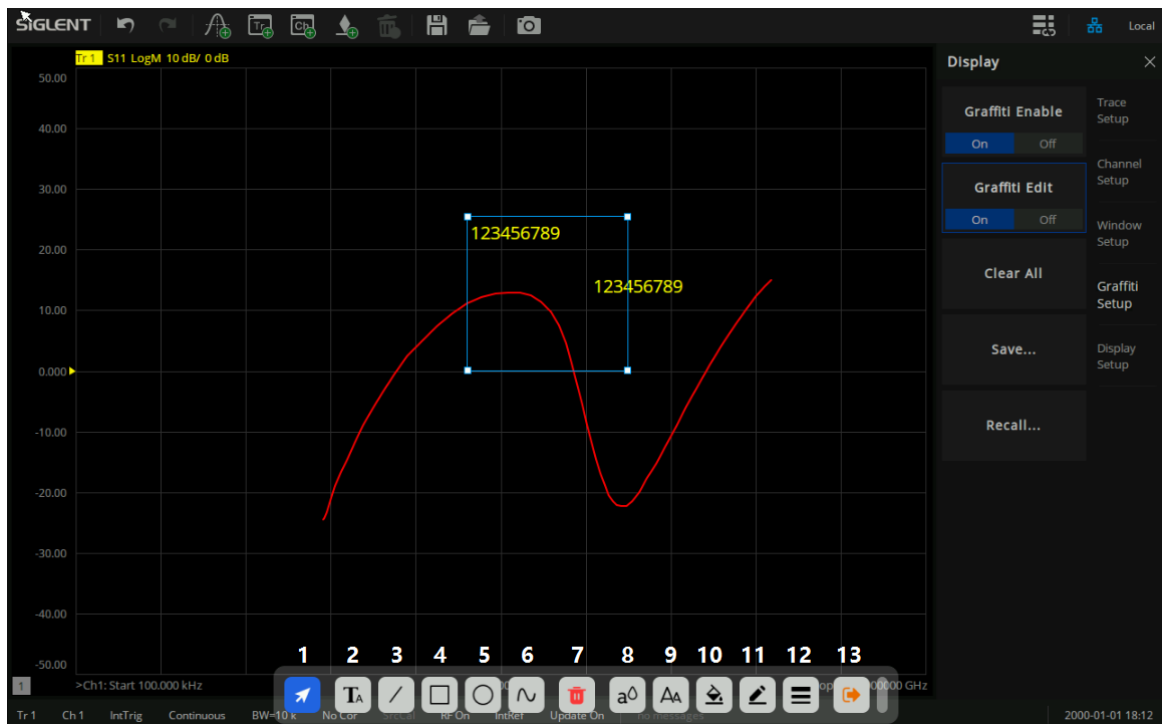 SIGLENT
Local
Tr 1 S11 LogM 10 dB/ 0 dB
50.00
40.00
30.00
20.00
10.00
0.000
-10.00
-20.00
-30.00
-40.00
-50.00
123456789
123456789
Display
Graffiti Enable
On Off
Graffiti Edit
On Off
Clear All
Save...
Recall...
Trace
Setup
Channel
Setup
Window
Setup
Graffiti
Setup
Display
Setup
1 2 3 4 5 6 7 8 9 10 11 12 13
1 >Ch1: Start 100.000 kHz
GHz
Tr 1 Ch 1 IntTrig Continuous BW=10 k No Cor SrcCal RF On IntRef Update On no messages 2000-01-01 18:12